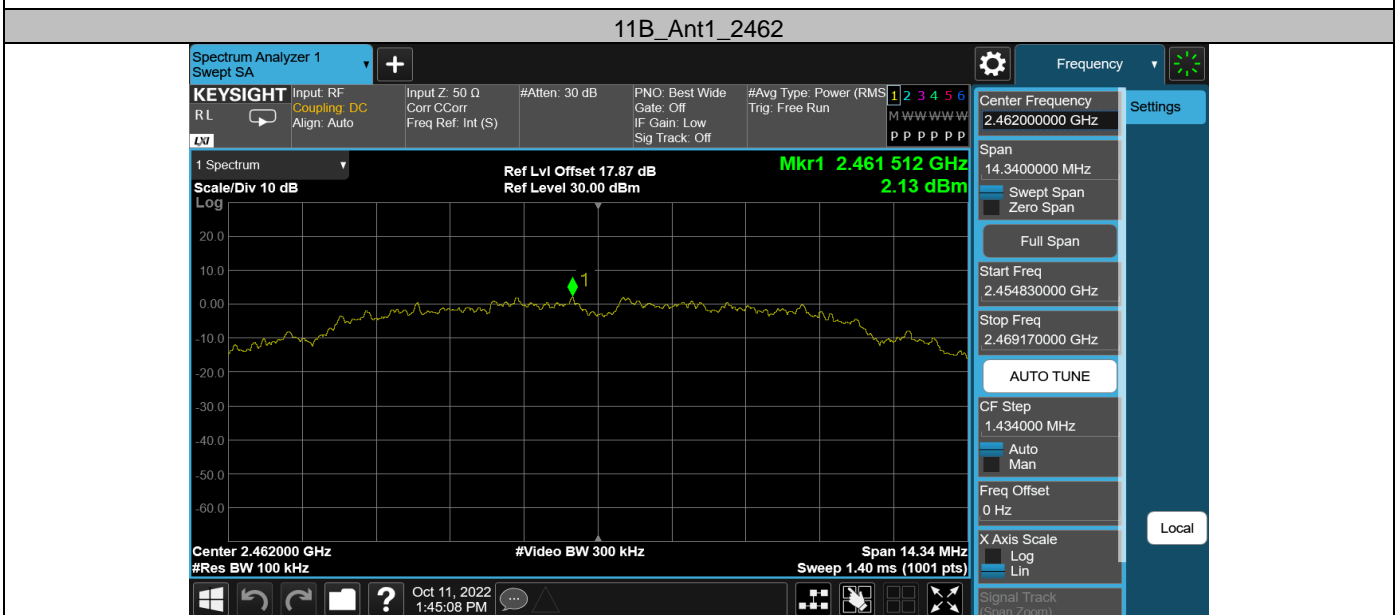 11B_Ant1_2462
Spectrum Analyzer 1
Swept SA
+
Frequency
KEYSIGHT
R L
LXI
Input: RF
Coupling: DC
Align: Auto
Input Z: 50 Ω
Corr CCorr
Freq Ref: Int (S)
#Atten: 30 dB
PNO: Best Wide
Gate: Off
IF Gain: Low
Sig Track: Off
#Avg Type: Power (RMS
Trig: Free Run
1 2 3 4 5 6
M W W W W W
P P P P P P
Center Frequency
2.462000000 GHz
Settings
1 Spectrum
Ref Lvl Offset 17.87 dB
Mkr1 2.461 512 GHz
Scale/Div 10 dB
Ref Level 30.00 dBm
2.13 dBm
Log
20.0
10.0
0.00
-10.0
-20.0
-30.0
-40.0
-50.0
-60.0
1
Span
14.3400000 MHz
Swept Span
Zero Span
Full Span
Start Freq
2.454830000 GHz
Stop Freq
2.469170000 GHz
AUTO TUNE
CF Step
1.434000 MHz
Auto
Man
Freq Offset
0 Hz
X Axis Scale
Log
Lin
Signal Track
(Span Zoom)
Local
Center 2.462000 GHz
#Video BW 300 kHz
Span 14.34 MHz
#Res BW 100 kHz
Sweep 1.40 ms (1001 pts)
?
Oct 11, 2022
1:45:08 PM